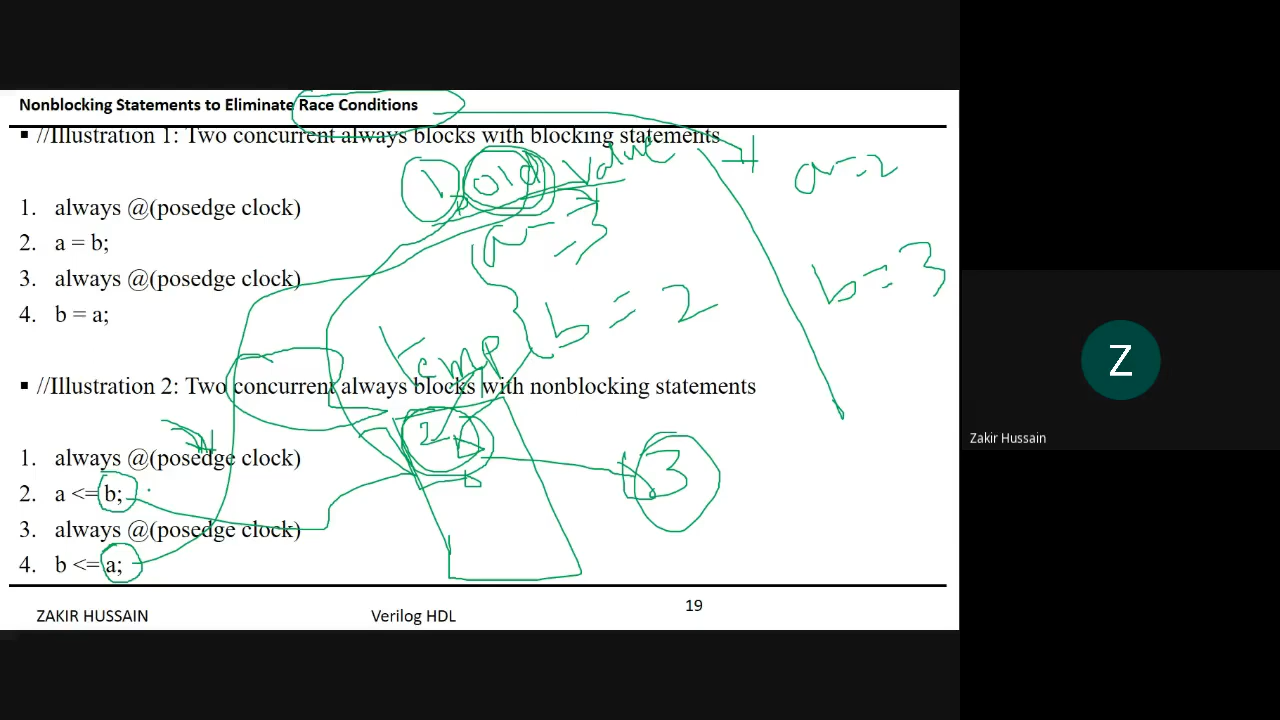 Nonblocking Statements to Eliminate Race Conditions
▪ //Illustration 1: Two concurrent always blocks with blocking statements
1. old value
a=2
1. always @(posedge clock)
2. a = b;
a=3
3. always @(posedge clock)
b=3
4. b = a;
b=2
Temp
▪ //Illustration 2: Two concurrent always blocks with nonblocking statements
2
1. always @(posedge clock)
3
2. a <= b;
3. always @(posedge clock)
4. b <= a;
19
ZAKIR HUSSAIN Verilog HDL
Z
Zakir Hussain